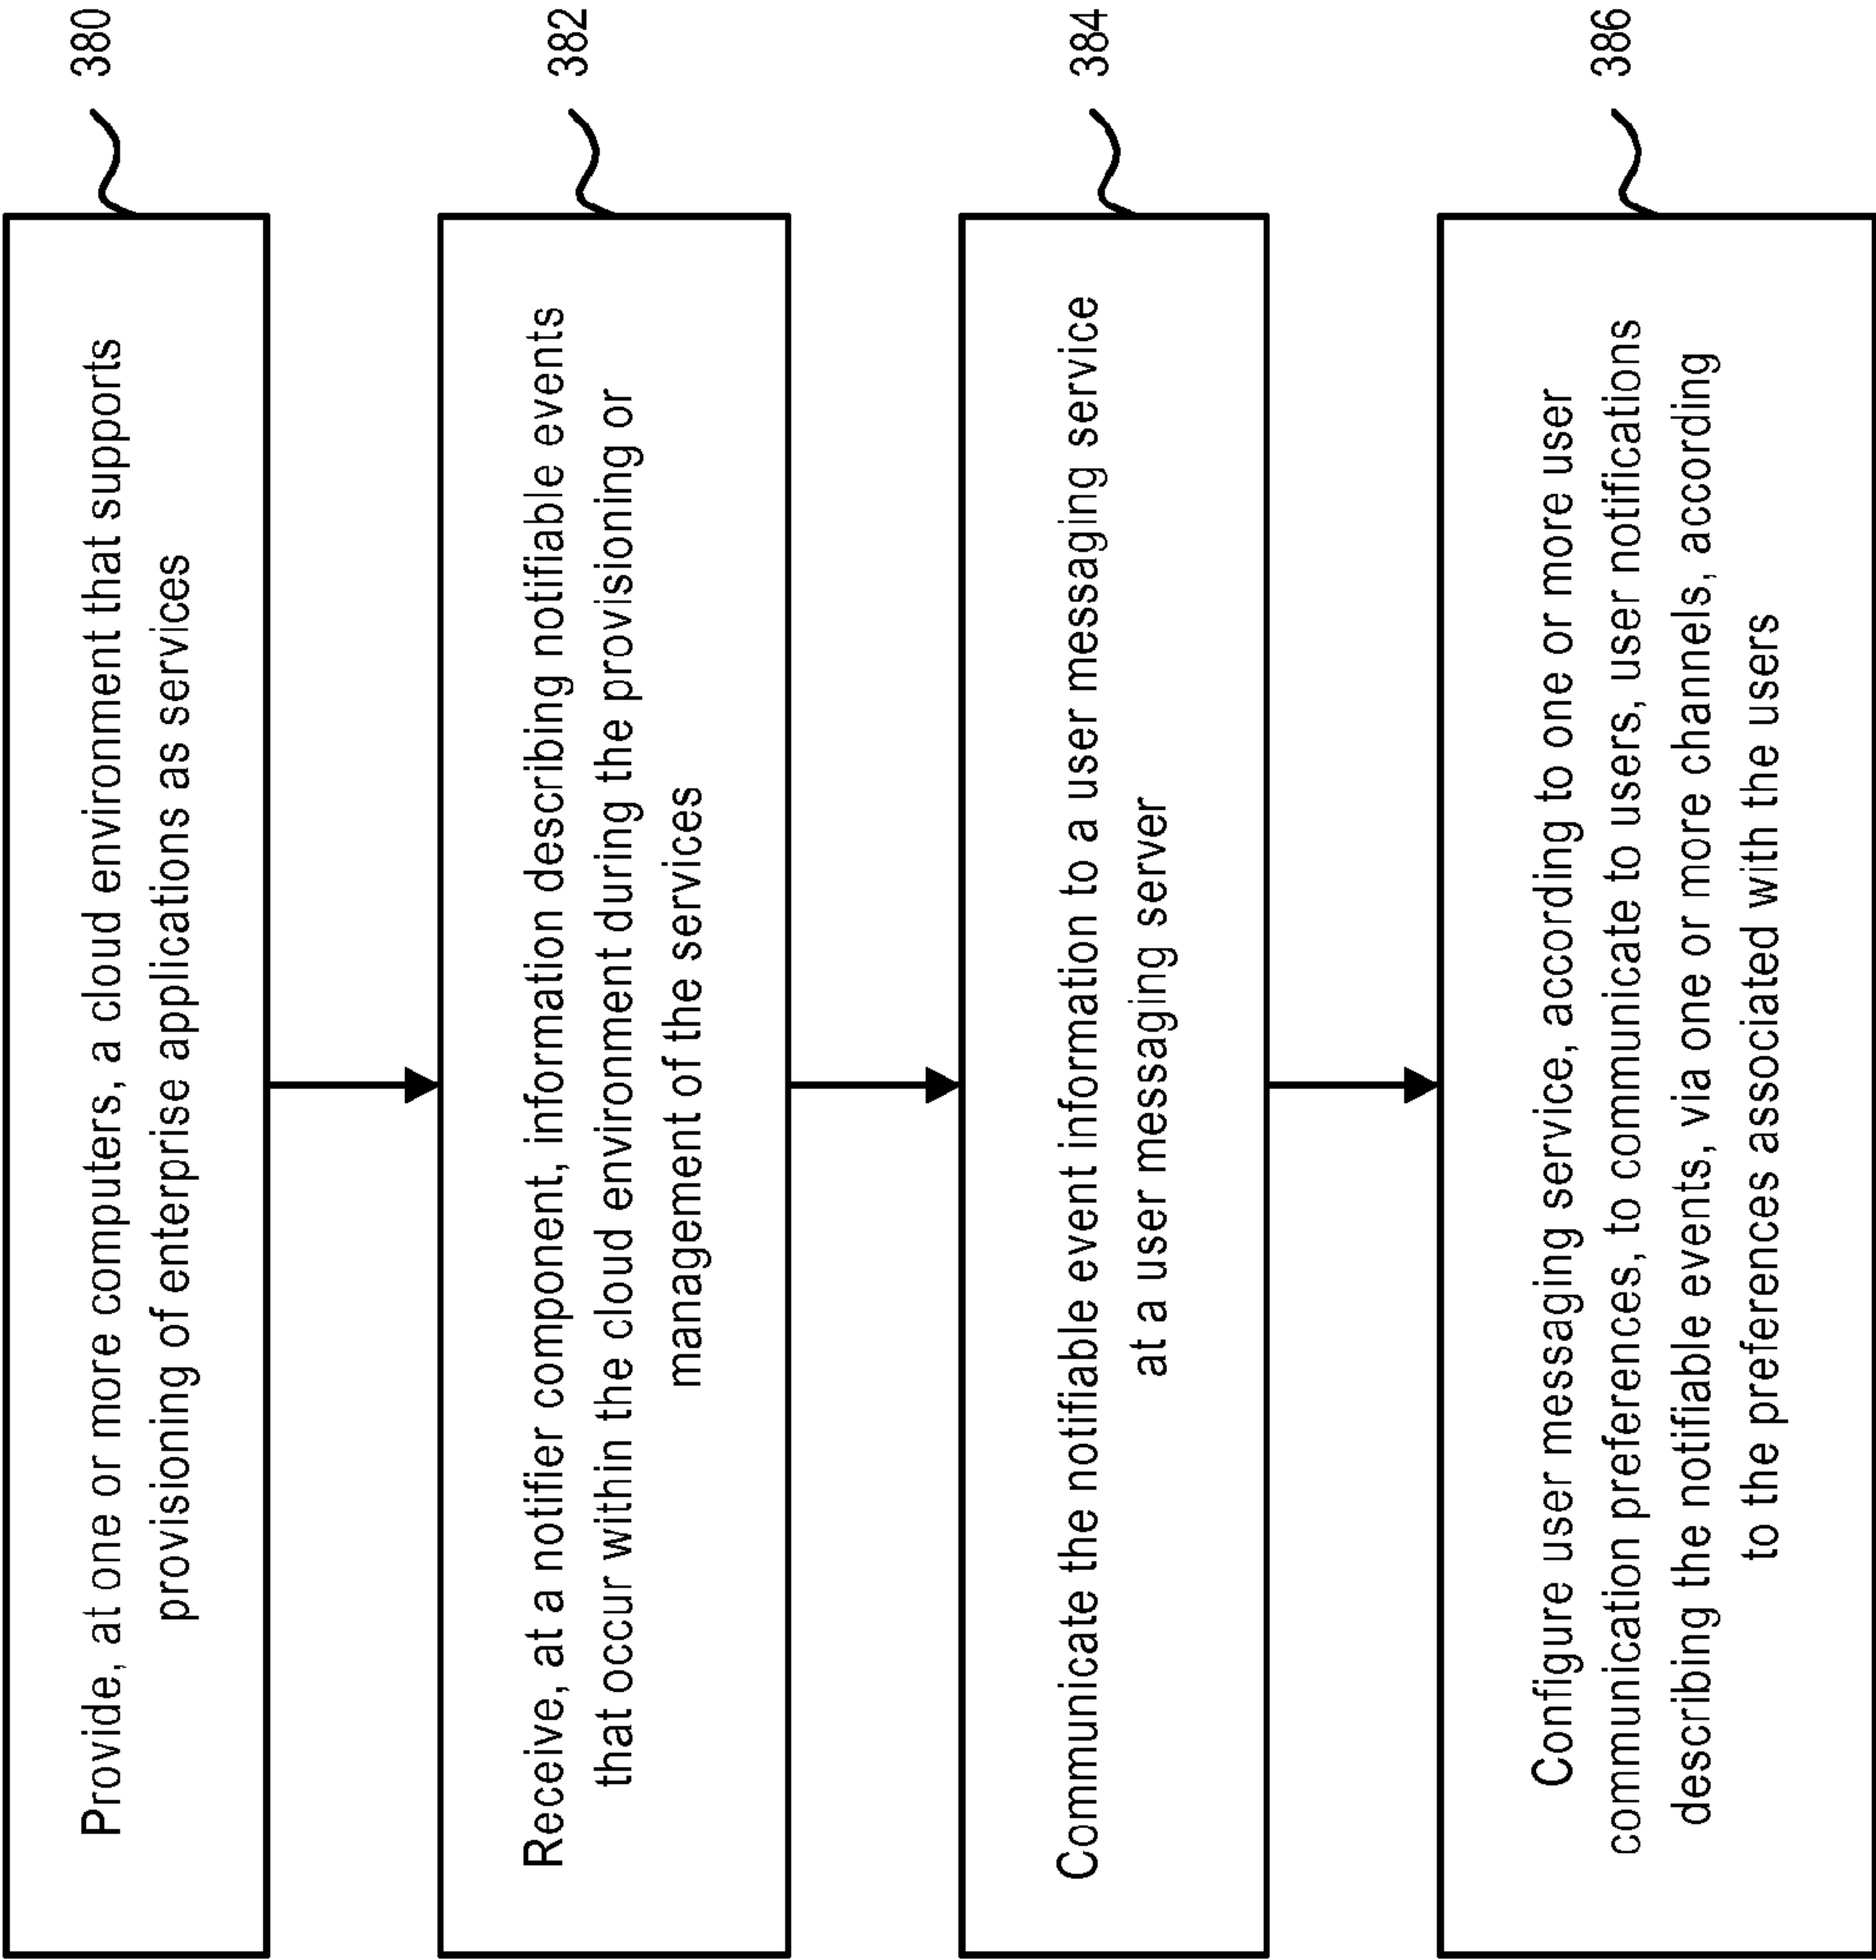 Provide, at one or more computers, a cloud environment that supports
provisioning of enterprise applications as services
380
Receive, at a notifier component, information describing notifiable events
that occur within the cloud environment during the provisioning or
management of the services
382
Communicate the notifiable event information to a user messaging service
at a user messaging server
384
Configure user messaging service, according to one or more user
communication preferences, to communicate to users, user notifications
describing the notifiable events, via one or more channels, according
to the preferences associated with the users
386